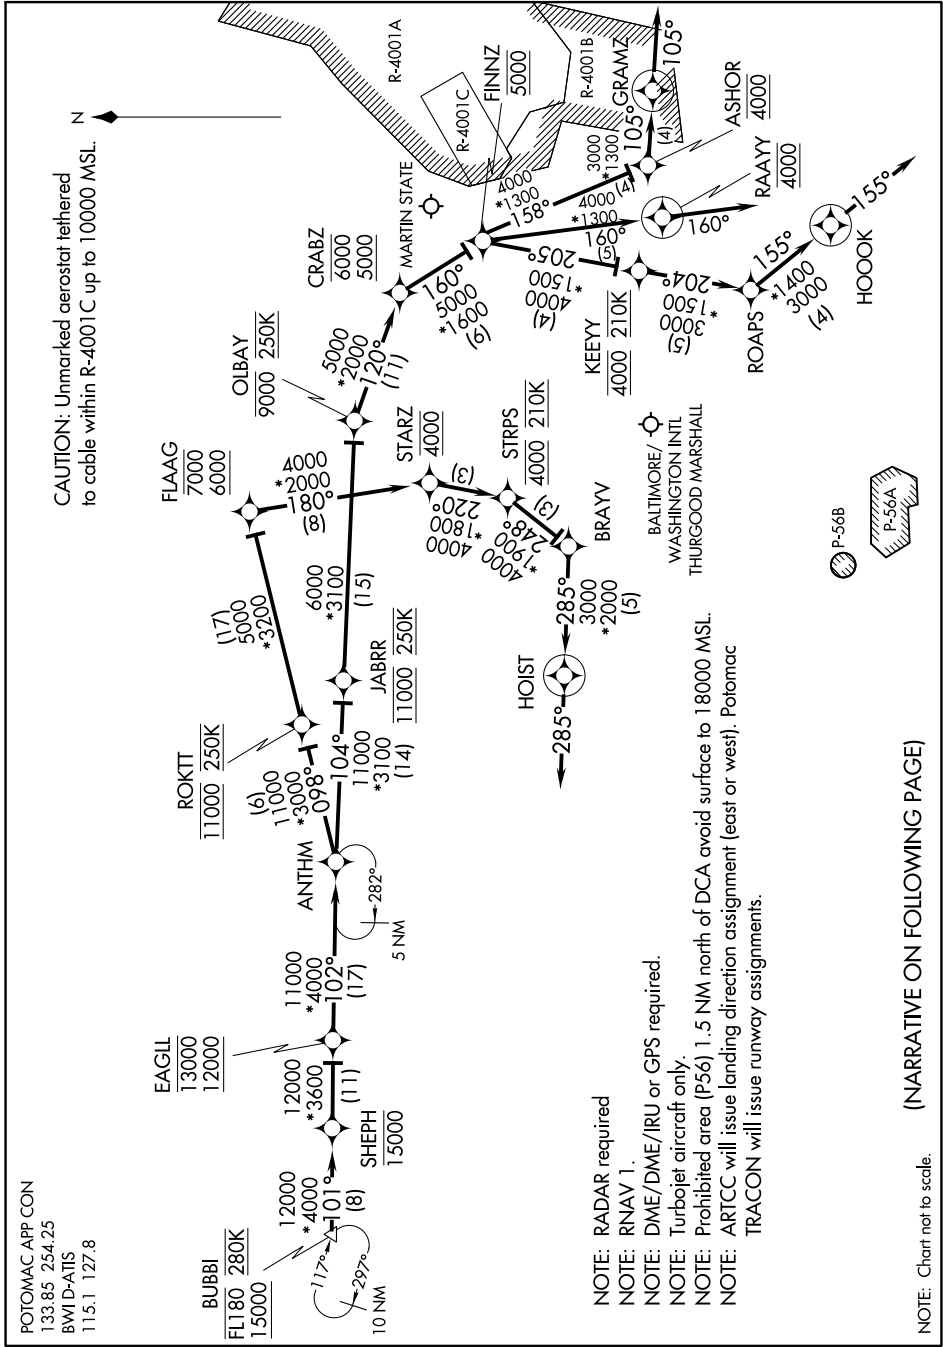 POTOMAC APP CON
133.85 254.25
BWI D-ATIS
115.1 127.8
CAUTION: Unmarked aerostat tethered
to cable within R-4001C up to 10000 MSL.
N
BUBBI
FL180 280K
15000
117°
297°
10 NM
12000
*4000
101°
(8)
SHEPH
15000
12000
*3600
(11)
EAGLL
13000
12000
11000
*4000
102°
(17)
ANTHM
282°
5 NM
(6)
11000
*3000
098°
ROKTT
11000 250K
(17)
5000
*3200
FLAAG
7000
6000
4000
*2000
180°
(8)
STARZ
4000
(3)
220°
*1800
4000
STRPS
4000 210K
(3)
248°
*1900
4000
BRAYV
285°
3000
*2000
(5)
HOIST
285°
104°
11000
*3100
(14)
JABRR
11000 250K
6000
*3100
(15)
OLBAY
9000 250K
5000
*2000
120°
(11)
CRABZ
6000
5000
MARTIN STATE
160°
5000
*1600
(9)
FINNZ
5000
R-4001A
R-4001B
R-4001C
4000
*1300
158°
(4)
ASHOR
4000
3000
*1300
105°
(4)
GRAMZ
105°
4000
*1300
160°
(5)
RAAYY
4000
160°
205°
*1500
4000
(4)
KEEYY
4000 210K
204°
*1500
3000
(5)
ROAPS
155°
*1400
3000
(4)
HOOOK
155°
BALTIMORE/
WASHINGTON INTL
THURGOOD MARSHALL
P-56B
P-56A
NOTE: RADAR required
NOTE: RNAV 1.
NOTE: DME/DME/IRU or GPS required.
NOTE: Turbojet aircraft only.
NOTE: Prohibited area (P56) 1.5 NM north of DCA avoid surface to 18000 MSL.
NOTE: ARTCC will issue landing direction assignment (east or west). Potomac
TRACON will issue runway assignments.
(NARRATIVE ON FOLLOWING PAGE)
NOTE: Chart not to scale.